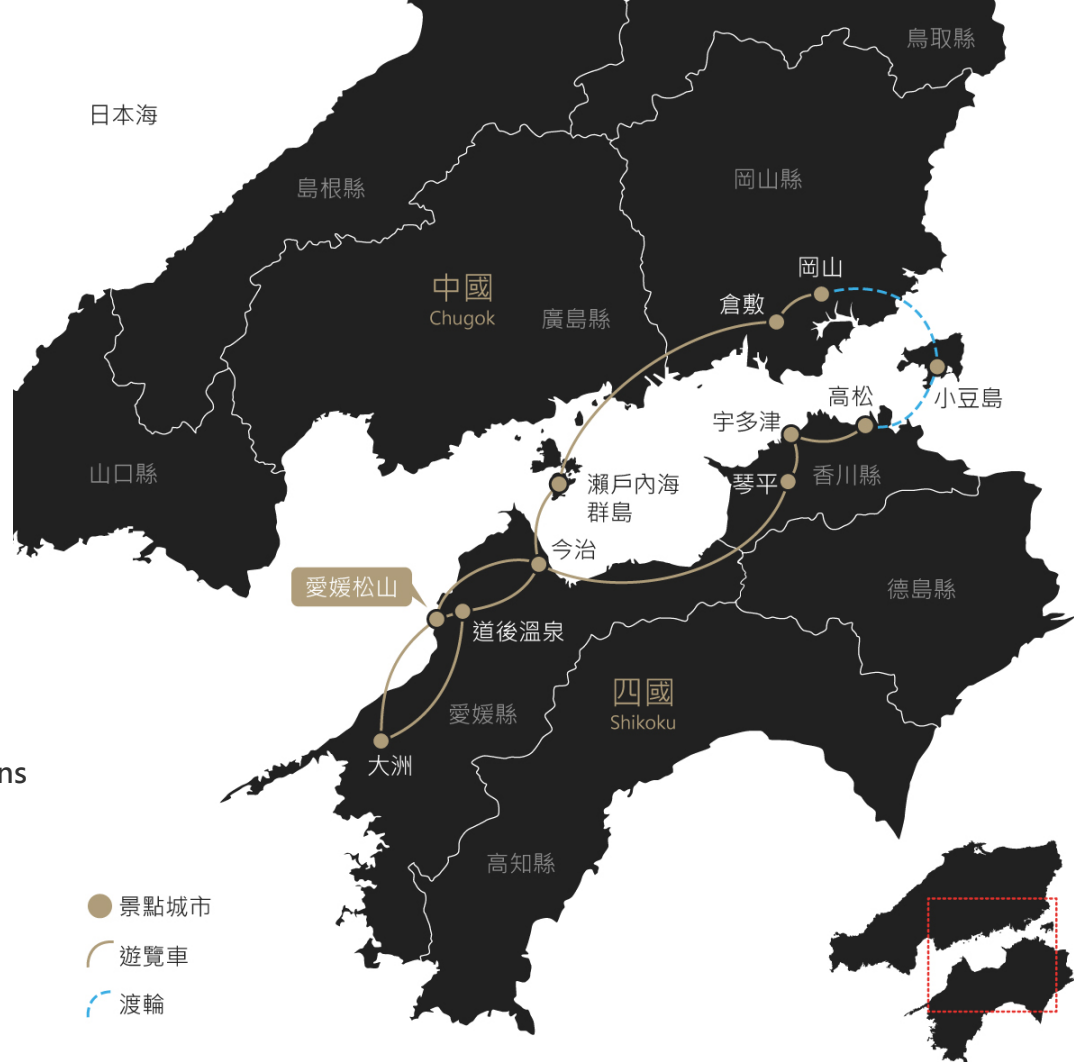 鳥取縣
日本海
島根縣
岡山縣
岡山
中國
Chugok
倉敷
廣島縣
高松
小豆島
宇多津
山口縣
瀨戶內海
群島
琴平
香川縣
今治
愛媛松山
德島縣
道後溫泉
四國
Shikoku
愛媛縣
大洲
ns
高知縣
景點城市
遊覽車
渡輪